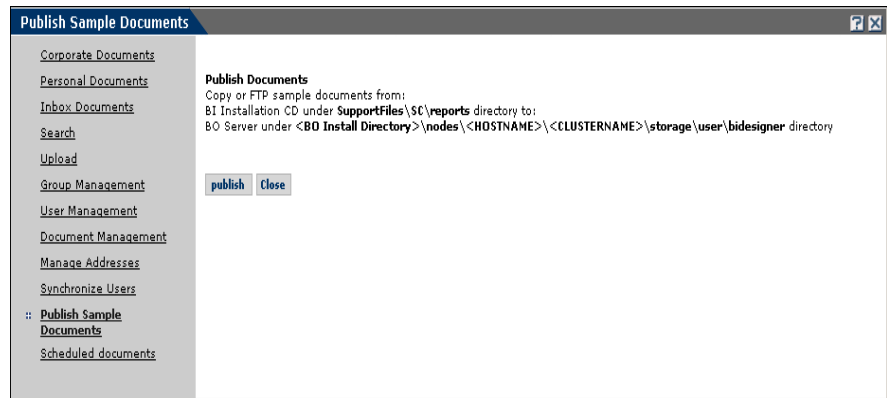 Publish Sample Documents
Corporate Documents
Personal Documents
Inbox Documents
Search
Upload
Group Management
User Management
Document Management
Manage Addresses
Synchronize Users
Publish Sample
Documents
Scheduled documents
Publish Documents
Copy or FTP sample documents from:
BI Installation CD under SupportFiles\SC\reports directory to:
BO Server under <BO Install Directory>\nodes\<HOSTNAME>\<CLUSTERNAME>\storage\user\bidesigner directory
publish Close